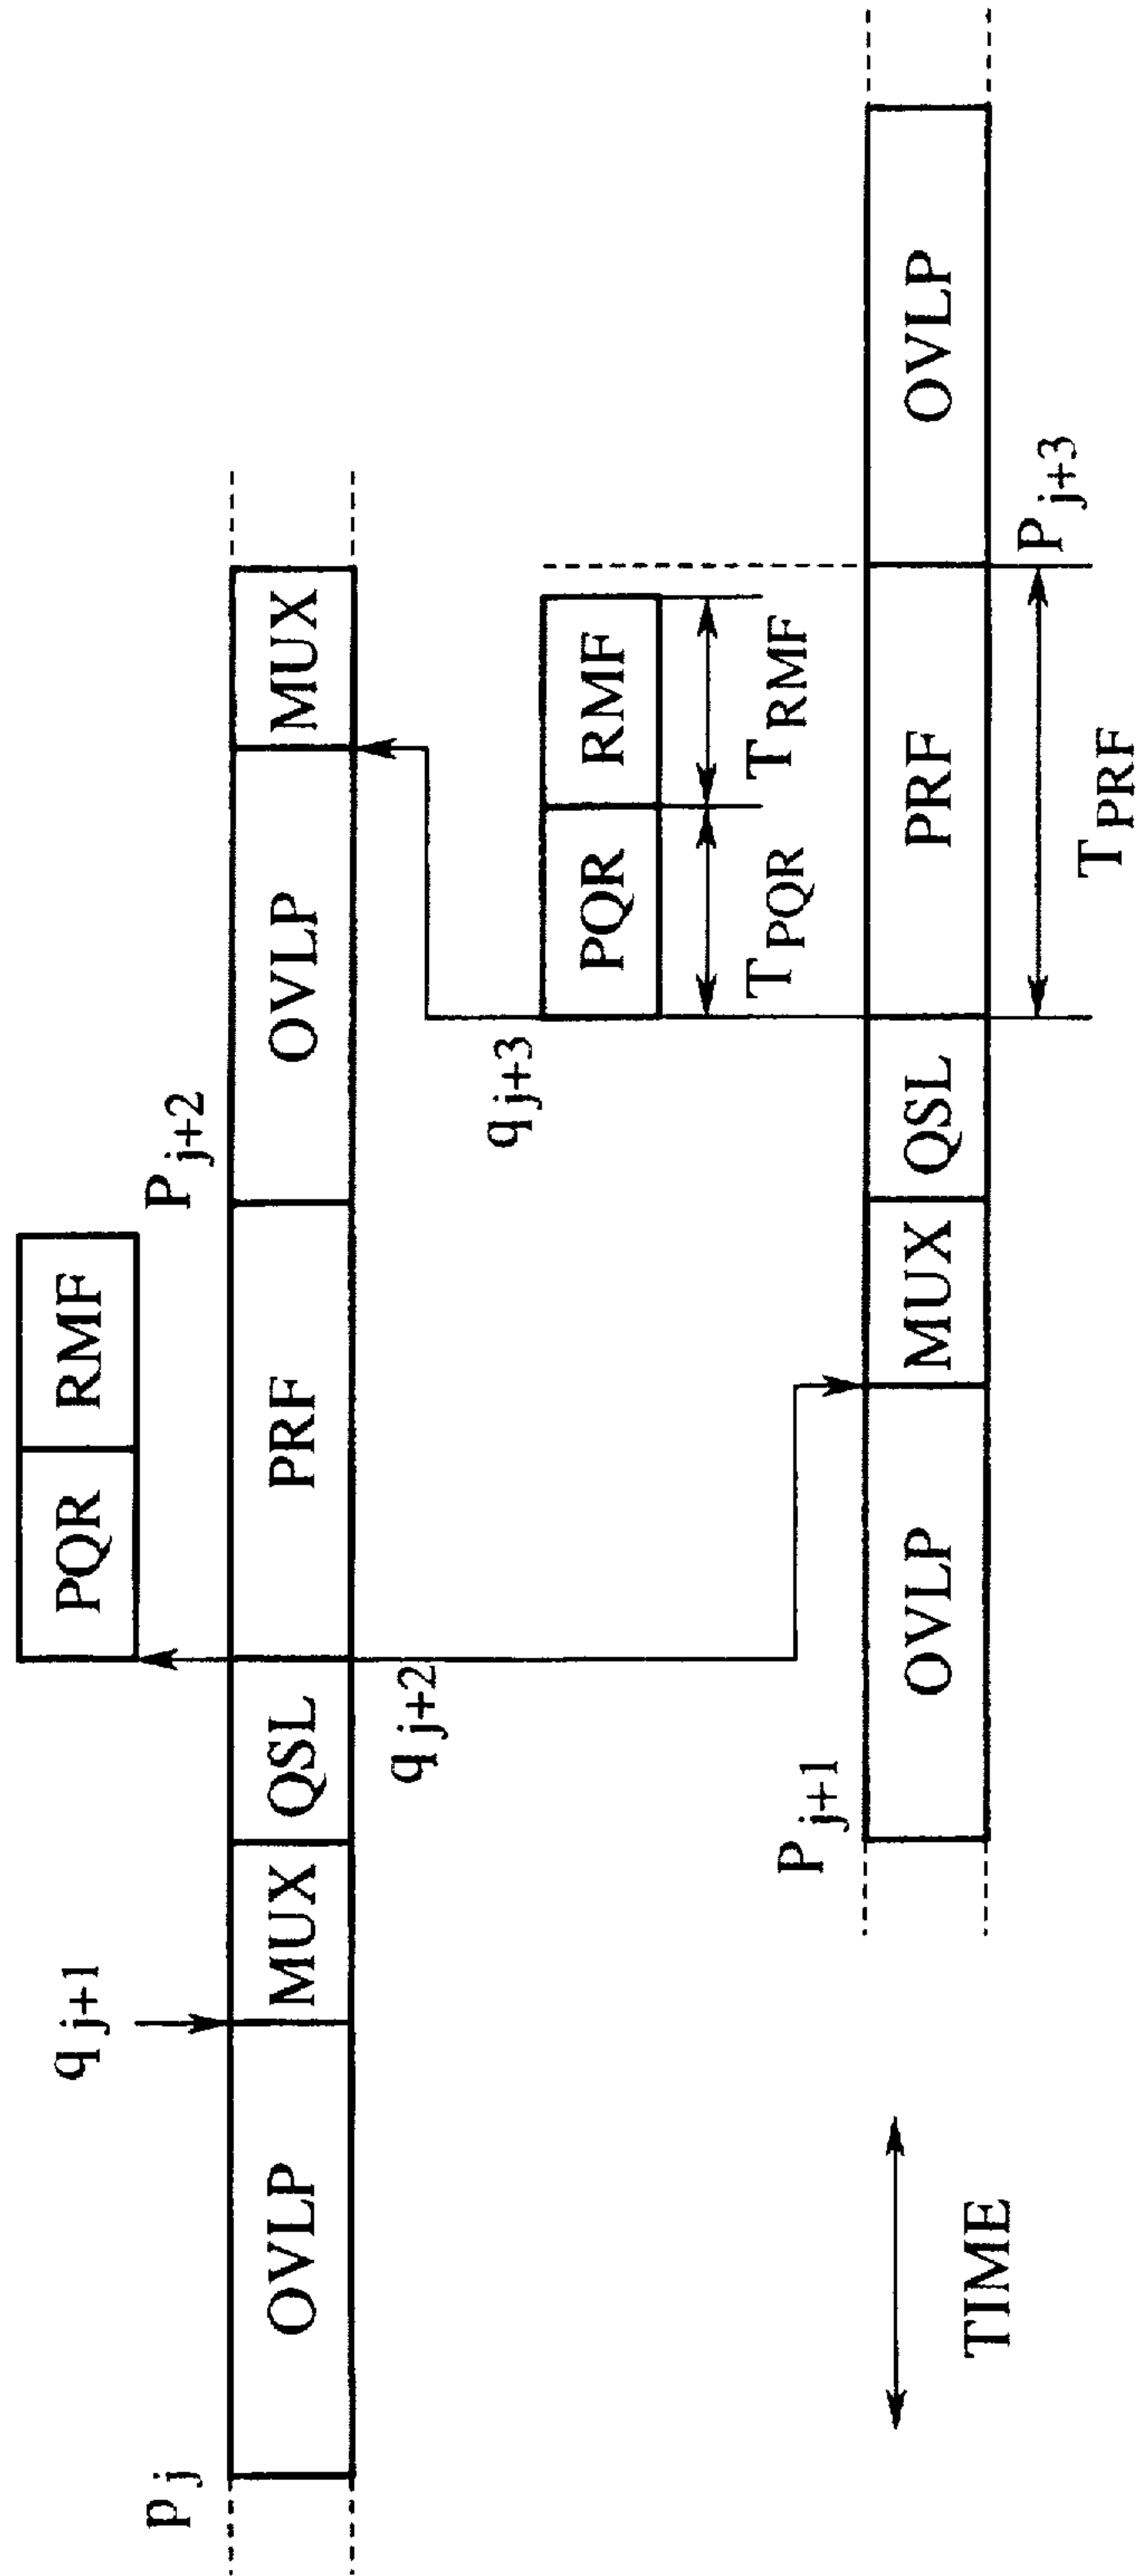 PQR RMF
q j+1
P j
P j+2
OVLP MUX QSL PRF OVLP MUX
q j+2
q j+3
PQR RMF
T PQR
T RMF
P j+1
OVLP MUX QSL PRF OVLP
P j+3
TIME
T PRF